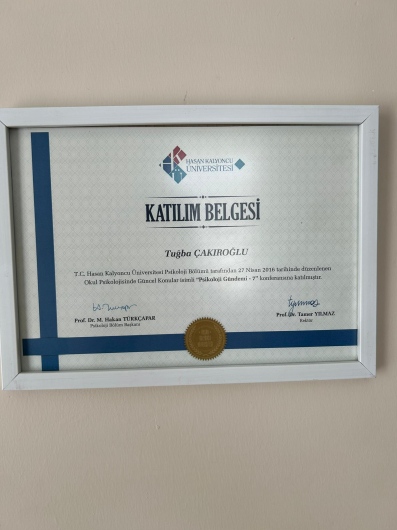 HASAN KALYONCU
ÜNİVERSİTESİ
KATILIM BELGESİ
Tuğba ÇAKIROĞLU
T.C. Hasan Kalyoncu Üniversitesi Psikoloji Bölümü tarafından 27 Nisan 2016 tarihinde düzenlenen
Okul Psikolojisinde Güncel Konular isimli "Psikoloji Gündemi - 7" konferansına katılmıştır.
Prof. Dr. M. Hakan TÜRKÇAPAR
Psikoloji Bölüm Başkanı
Prof. Dr. Tamer YILMAZ
Rektör